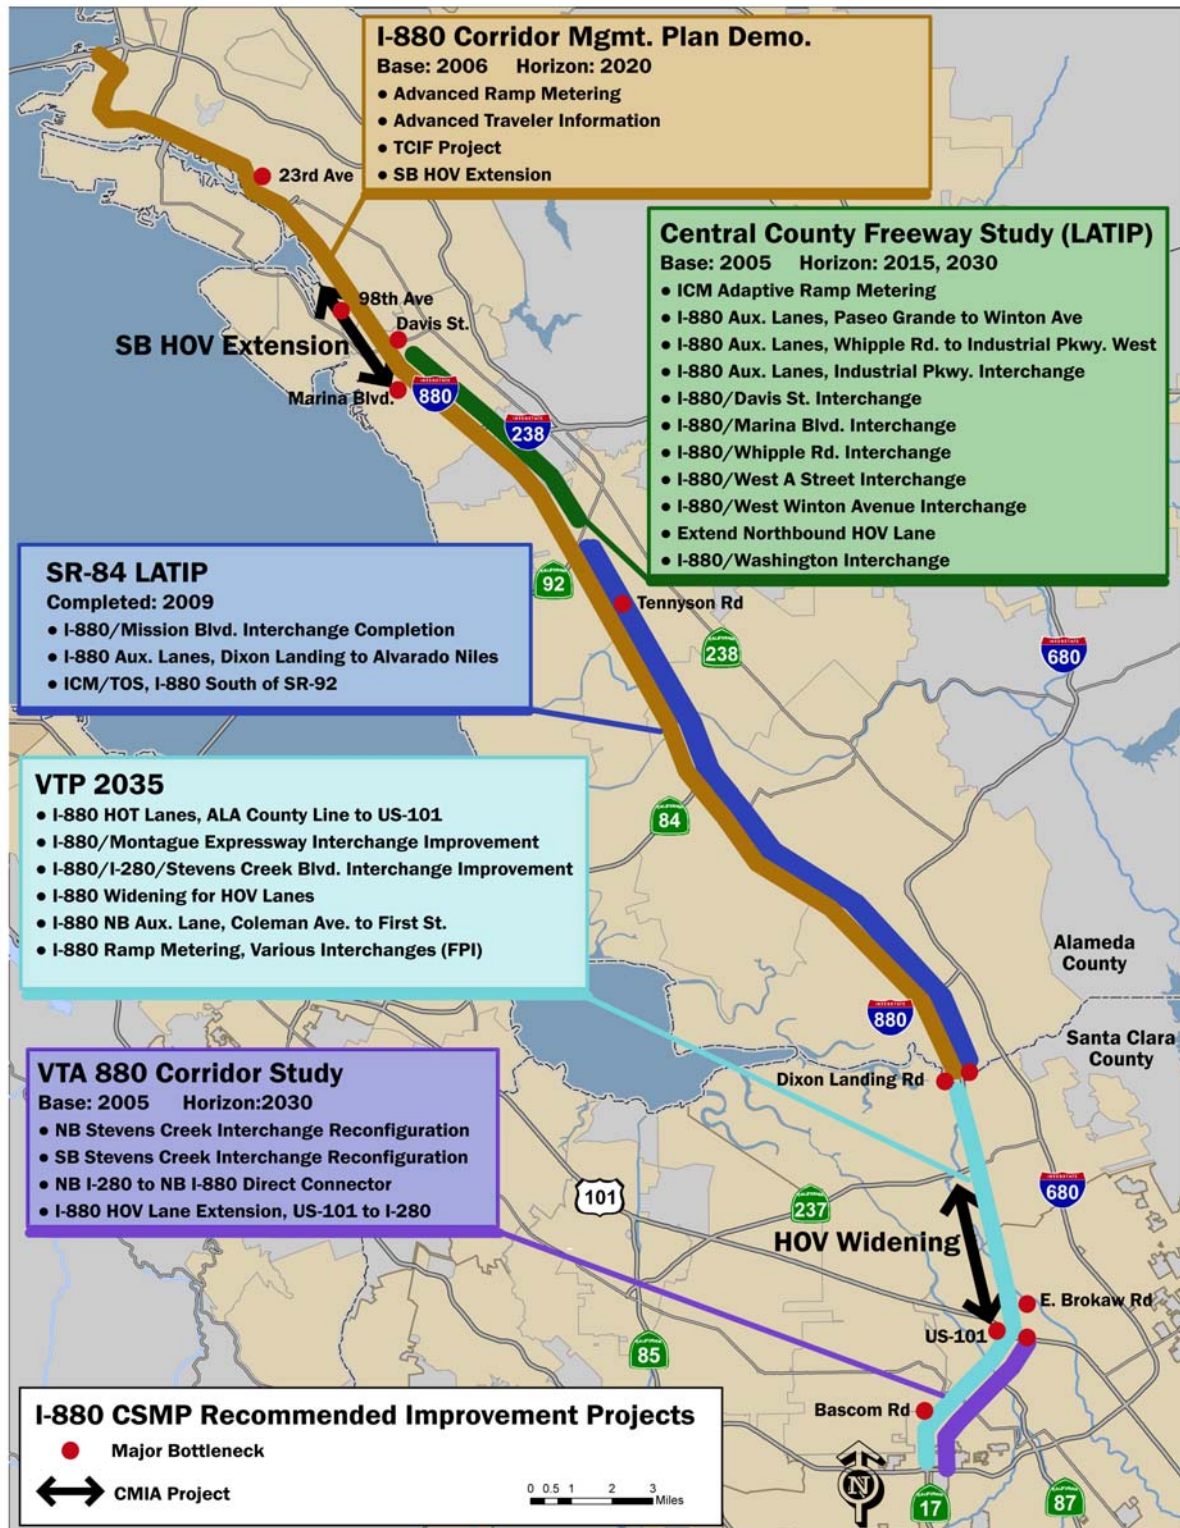 I-880 Corridor Mgmt. Plan Demo.
Base: 2006 Horizon: 2020
● Advanced Ramp Metering
● Advanced Traveler Information
● TCIF Project
● SB HOV Extension
23rd Ave
Central County Freeway Study (LATIP)
Base: 2005 Horizon: 2015, 2030
● ICM Adaptive Ramp Metering
● I-880 Aux. Lanes, Paseo Grande to Winton Ave
● I-880 Aux. Lanes, Whipple Rd. to Industrial Pkwy. West
● I-880 Aux. Lanes, Industrial Pkwy. Interchange
● I-880/Davis St. Interchange
● I-880/Marina Blvd. Interchange
● I-880/Whipple Rd. Interchange
● I-880/West A Street Interchange
● I-880/West Winton Avenue Interchange
● Extend Northbound HOV Lane
● I-880/Washington Interchange
98th Ave
Davis St.
SB HOV Extension
Marina Blvd.
INTERSTATE
880
INTERSTATE
238
SR-84 LATIP
Completed: 2009
● I-880/Mission Blvd. Interchange Completion
● I-880 Aux. Lanes, Dixon Landing to Alvarado Niles
● ICM/TOS, I-880 South of SR-92
CALIFORNIA
92
Tennyson Rd
CALIFORNIA
238
INTERSTATE
680
VTP 2035
● I-880 HOT Lanes, ALA County Line to US-101
● I-880/Montague Expressway Interchange Improvement
● I-880/I-280/Stevens Creek Blvd. Interchange Improvement
● I-880 Widening for HOV Lanes
● I-880 NB Aux. Lane, Coleman Ave. to First St.
● I-880 Ramp Metering, Various Interchanges (FPI)
CALIFORNIA
84
Alameda
County
INTERSTATE
880
Santa Clara
County
Dixon Landing Rd
VTA 880 Corridor Study
Base: 2005 Horizon:2030
● NB Stevens Creek Interchange Reconfiguration
● SB Stevens Creek Interchange Reconfiguration
● NB I-280 to NB I-880 Direct Connector
● I-880 HOV Lane Extension, US-101 to I-280
101
CALIFORNIA
237
INTERSTATE
680
HOV Widening
E. Brokaw Rd
US-101
CALIFORNIA
85
Bascom Rd
I-880 CSMP Recommended Improvement Projects
Major Bottleneck
CMIA Project
0 0.5 1 2 3
Miles
N
CALIFORNIA
17
CALIFORNIA
87